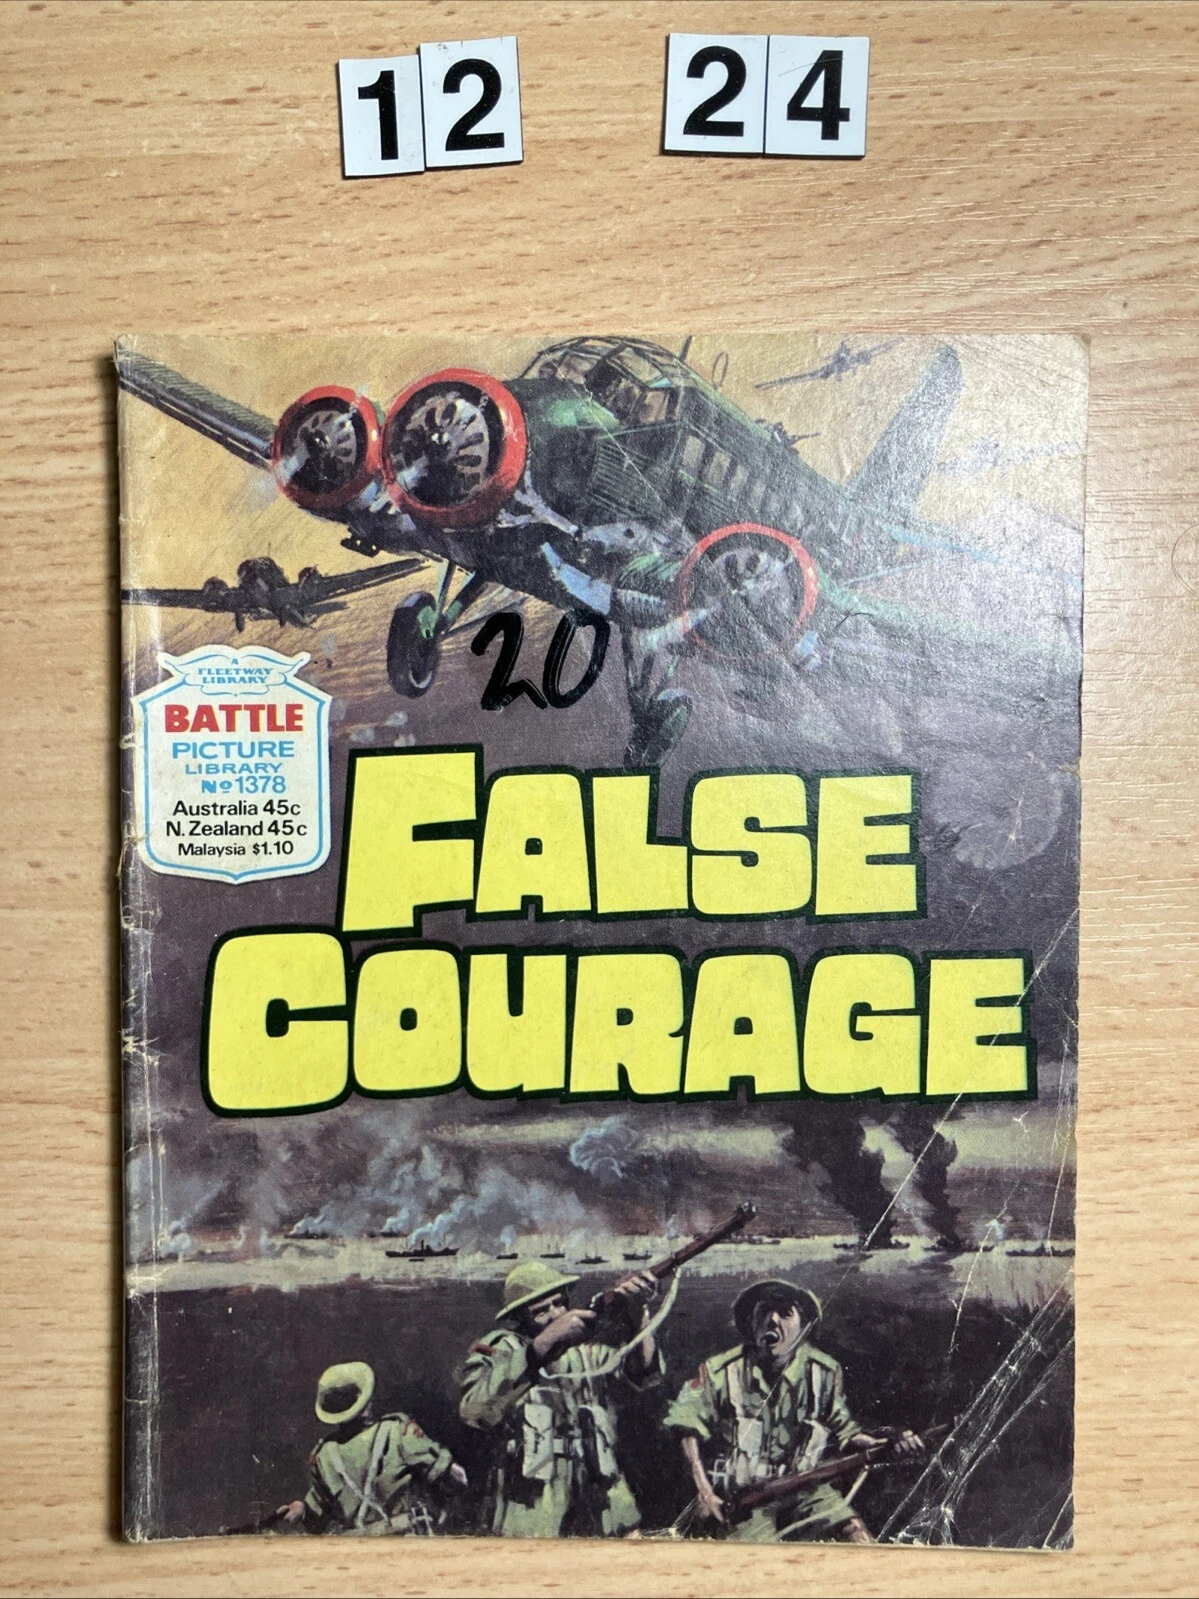 12 24
20
A
FLEETWAY
LIBRARY
BATTLE
PICTURE
LIBRARY
No 1378
Australia 45c
N. Zealand 45c
Malaysia $1.10
FALSE
COURAGE